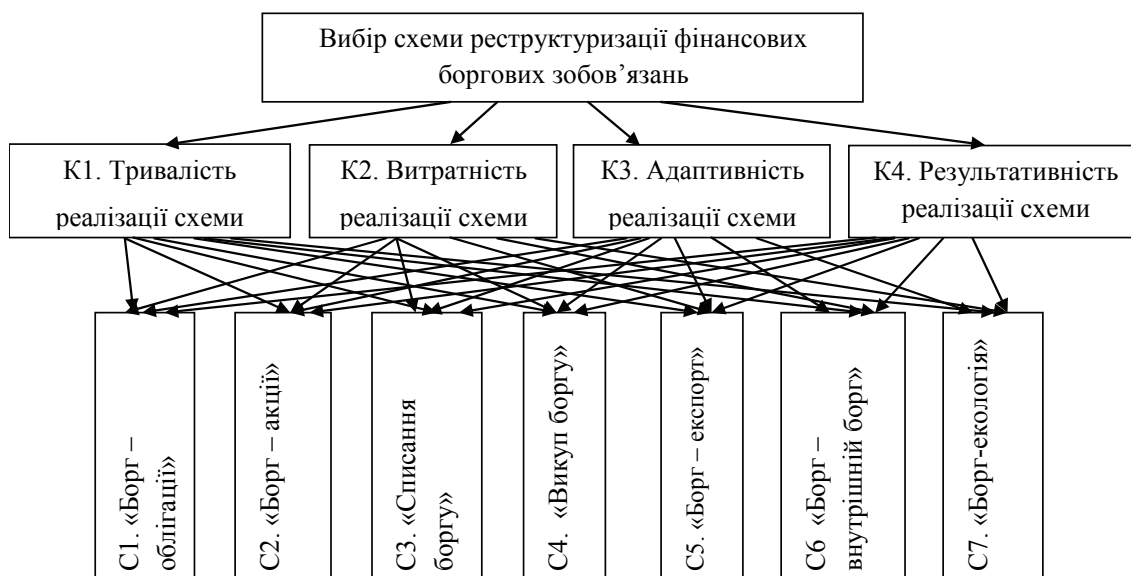 Вибір схеми реструктуризації фінансових
боргових зобов’язань
К1. Тривалість
реалізації схеми
К2. Витратність
реалізації схеми
К3. Адаптивність
реалізації схеми
К4. Результативність
реалізації схеми
С1. «Борг –
облігації»
С2. «Борг – акції»
С3. «Списання
боргу»
С4. «Викуп боргу»
С5. «Борг – експорт»
С6 «Борг –
внутрішній борг»
С7. «Борг-екологія»